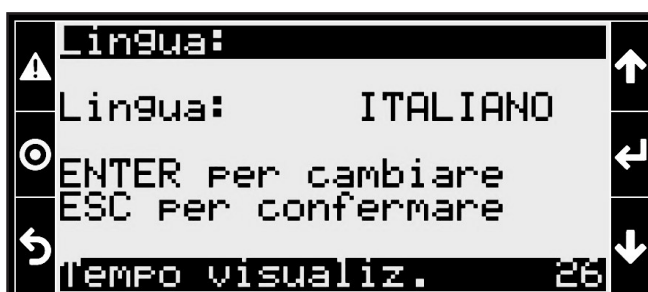 Lingua:
Lingua: ITALIANO
ENTER per cambiare
ESC per confermare
Tempo visualiz. 26